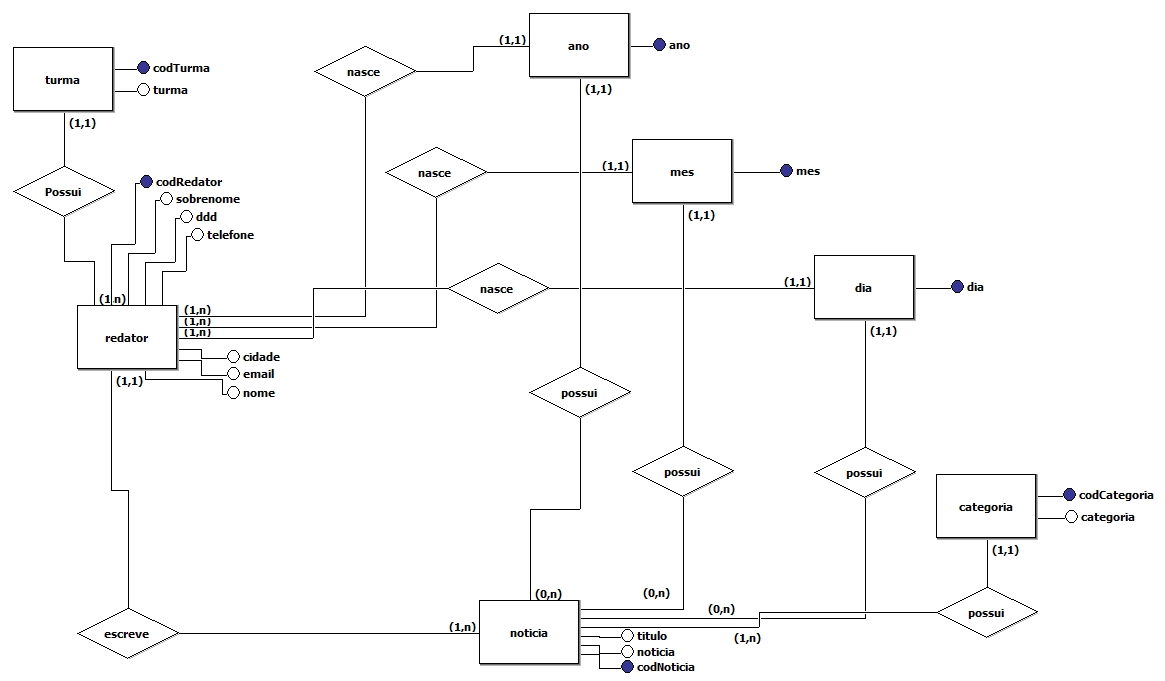 (1,1)
ano
ano
turma
codTurma
turma
nasce
(1,1)
(1,1)
nasce
(1,1)
mes
mes
Possui
codRedator
sobrenome
ddd
telefone
(1,1)
nasce
(1,1)
dia
dia
(1,n)
(1,n)
(1,n)
(1,n)
redator
(1,1)
cidade
email
nome
(1,1)
possui
possui
possui
categoria
codCategoria
categoria
(1,1)
(0,n)
(0,n)
(0,n)
possui
escreve
(1,n)
noticia
titulo
noticia
codNoticia
(1,n)